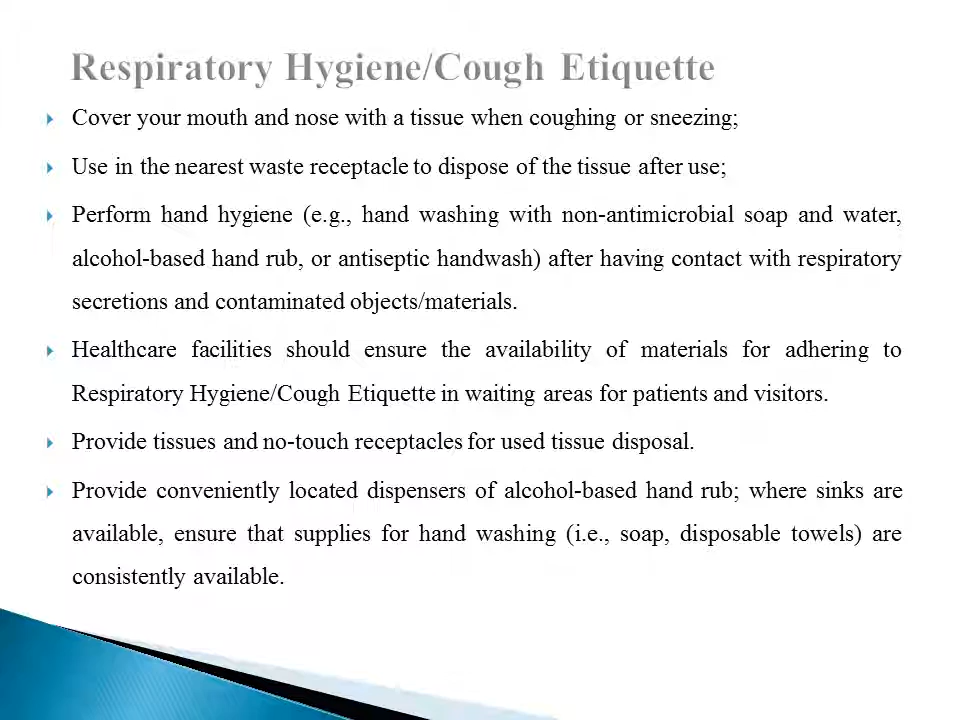 Respiratory Hygiene/Cough Etiquette
Cover your mouth and nose with a tissue when coughing or sneezing;
Use in the nearest waste receptacle to dispose of the tissue after use;
Perform hand hygiene (e.g., hand washing with non-antimicrobial soap and water,
alcohol-based hand rub, or antiseptic handwash) after having contact with respiratory
secretions and contaminated objects/materials.
Healthcare facilities should ensure the availability of materials for adhering to
Respiratory Hygiene/Cough Etiquette in waiting areas for patients and visitors.
Provide tissues and no-touch receptacles for used tissue disposal.
Provide conveniently located dispensers of alcohol-based hand rub; where sinks are
available, ensure that supplies for hand washing (i.e., soap, disposable towels) are
consistently available.